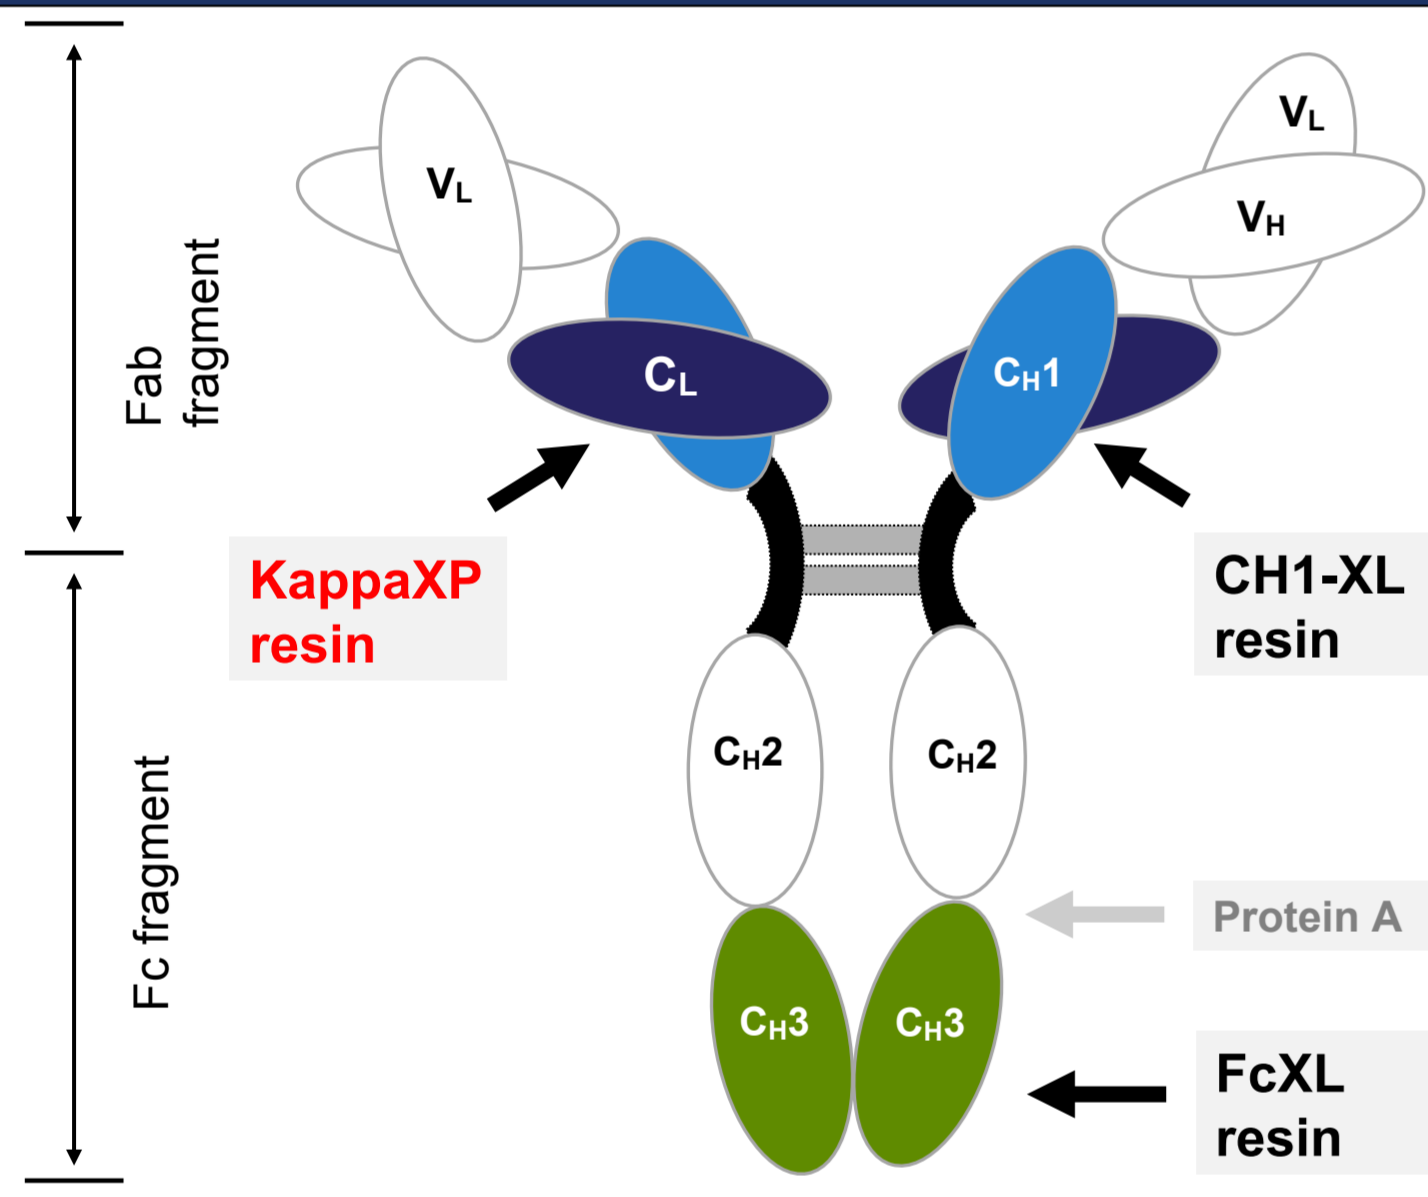 Fab
fragment
Fc fragment
VL
VL
VH
CL
CH1
KappaXP
resin
CH1-XL
resin
CH2
CH2
Protein A
CH3
CH3
FcXL
resin